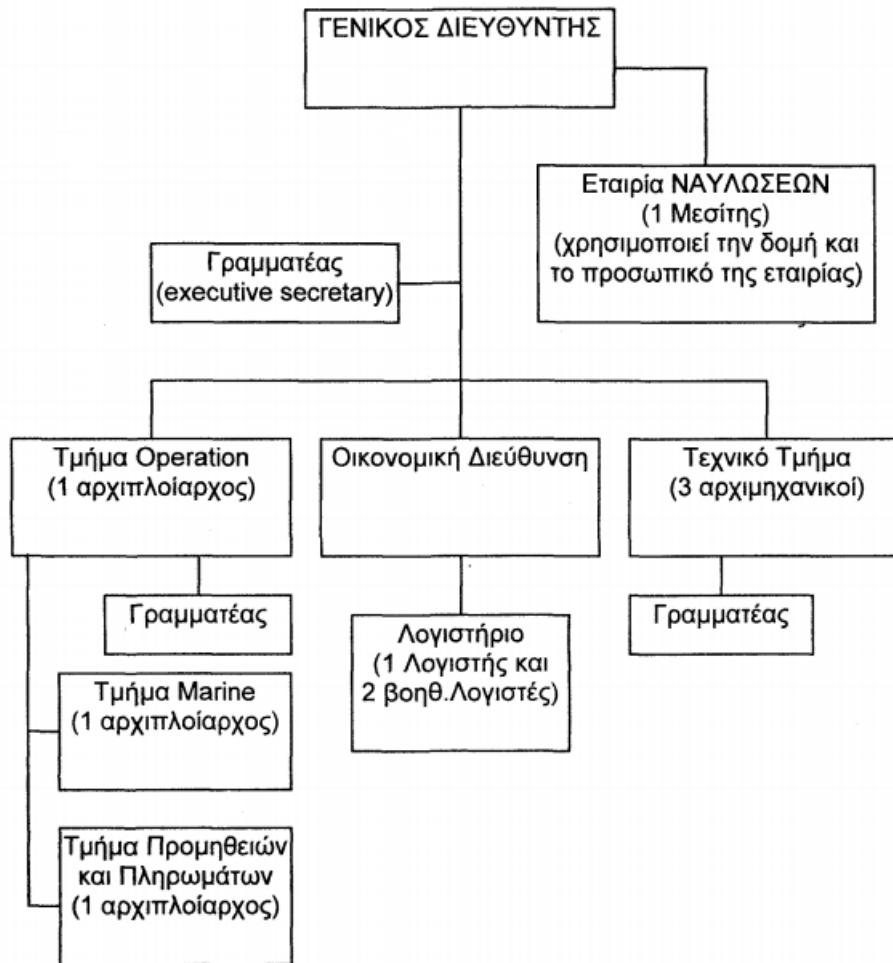 ΓΕΝΙΚΟΣ ΔΙΕΥΘΥΝΤΗΣ
Εταιρία ΝΑΥΛΩΣΕΩΝ
(1 Μεσίτης)
(χρησιμοποιεί την δομή και
το προσωπικό της εταιρίας)
Γραμματέας
(executive secretary)
Τμήμα Operation
(1 αρχιπλοίαρχος)
Οικονομική Διεύθυνση
Τεχνικό Τμήμα
(3 αρχιμηχανικοί)
Γραμματέας
Λογιστήριο
(1 Λογιστής και
2 βοηθ.Λογιστές)
Γραμματέας
Τμήμα Marine
(1 αρχιπλοίαρχος)
Τμήμα Προμηθειών
και Πληρωμάτων
(1 αρχιπλοίαρχος)